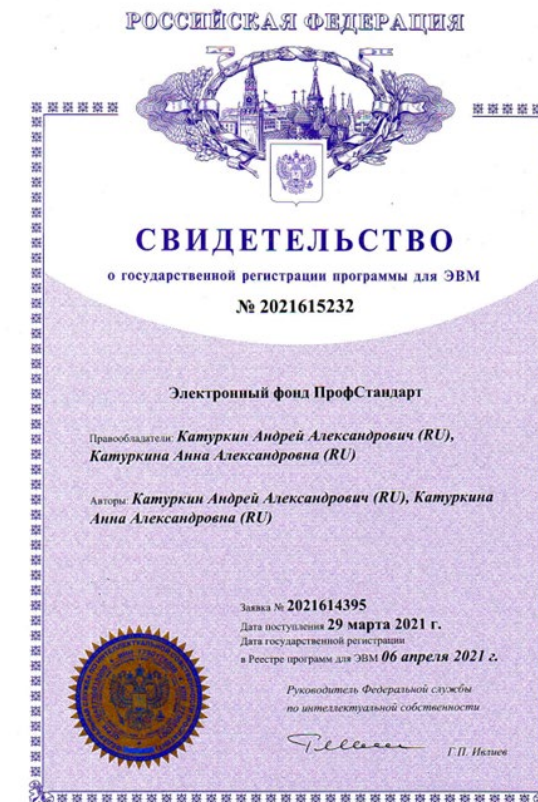 РОССИЙСКАЯ ФЕДЕРАЦИЯ
СВИДЕТЕЛЬСТВО
о государственной регистрации программы для ЭВМ
№ 2021615232
Электронный фонд ПрофСтандарт
Правообладатели: Катуркин Андрей Александрович (RU),
Катуркина Анна Александровна (RU)
Авторы: Катуркин Андрей Александрович (RU), Катуркина
Анна Александровна (RU)
Заявка № 2021614395
Дата поступления 29 марта 2021 г.
Дата государственной регистрации
в Реестре программ для ЭВМ 06 апреля 2021 г.
Руководитель Федеральной службы
по интеллектуальной собственности
Г.П. Ивлиев